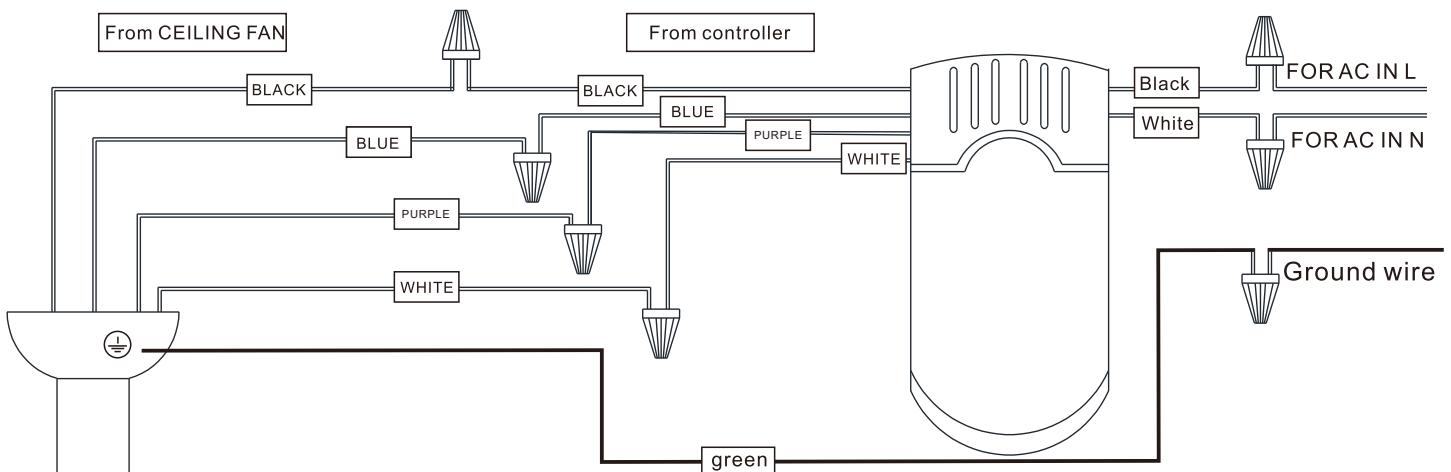 From CEILING FAN
From controller
BLACK
BLACK
Black
FOR AC IN L
BLUE
BLUE
PURPLE
White
FOR AC IN N
WHITE
PURPLE
WHITE
Ground wire
green